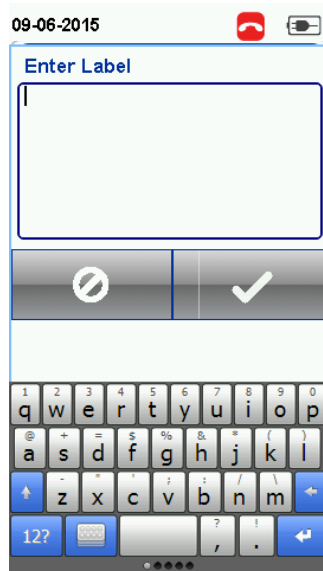 09-06-2015
Enter Label
1 2 3 4 5 6 7 8 9 0
q w e r t y u i o p
@ + = $ % & * ( )
a s d f g h j k l
- " ' : ; / \
z x c v b n m
? !
12? , .